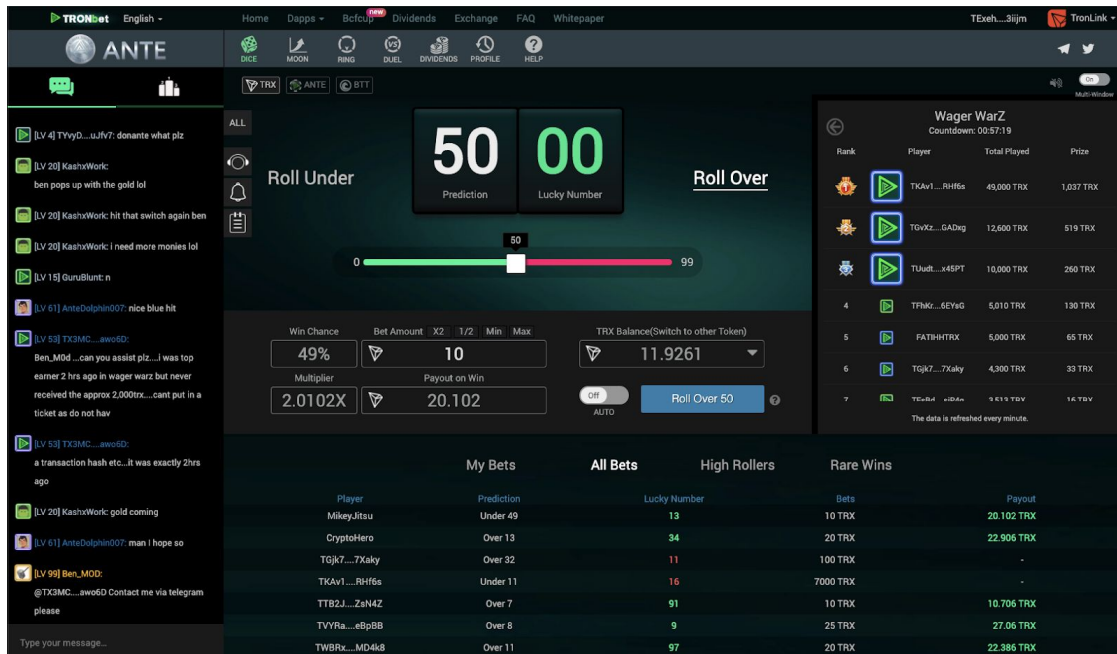 TRONbet English Home Dapps Bcfcup new Dividends Exchange FAQ Whitepaper TExeh....3iijm TronLink
ANTE
DICE MOON RING DUEL DIVIDENDS PROFILE HELP
TRX ANTE BTT
On
Multi-Window
[LV 4] TYvyD....uJfv7: donante what plz
[LV 20] KashxWork:
ben pops up with the gold lol
[LV 20] KashxWork: hit that switch again ben
[LV 20] KashxWork: i need more monies lol
[LV 15] GuruBlunt: n
[LV 61] AnteDolphin007: nice blue hit
[LV 53] TX3MC....awo6D:
Ben_M0d ...can you assist plz....i was top
earner 2 hrs ago in wager warz but never
received the approx 2,000trx....cant put in a
ticket as do not hav
[LV 53] TX3MC....awo6D:
a transaction hash etc...it was exactly 2hrs
ago
[LV 20] KashxWork: gold coming
[LV 61] AnteDolphin007: man I hope so
[LV 99] Ben_MOD:
@TX3MC....awo6D Contact me via telegram
please
Type your message...
ALL
Roll Under
50
Prediction
00
Lucky Number
Roll Over
50
0 99
Win Chance Bet Amount X2 1/2 Min Max TRX Balance(Switch to other Token)
49% 10 11.9261
Multiplier Payout on Win
2.0102X 20.102 Off Roll Over 50
AUTO
Wager WarZ
Countdown: 00:57:19
Rank Player Total Played Prize
1 TKAv1....RHf6s 49,000 TRX 1,037 TRX
2 TGvXz....GADxg 12,600 TRX 519 TRX
3 TUudt....x45PT 10,000 TRX 260 TRX
4 TFhKr....6EYsG 5,010 TRX 130 TRX
5 FATIHHTRX 5,000 TRX 65 TRX
6 TGjk7....7Xaky 4,300 TRX 33 TRX
7 3,513 TRX 16 TRX
The data is refreshed every minute.
My Bets All Bets High Rollers Rare Wins
Player Prediction Lucky Number Bets Payout
MikeyJitsu Under 49 13 10 TRX 20.102 TRX
CryptoHero Over 13 34 20 TRX 22.906 TRX
TGjk7....7Xaky Over 32 11 100 TRX -
TKAv1....RHf6s Under 11 16 7000 TRX -
TTB2J....ZsN4Z Over 7 91 10 TRX 10.706 TRX
TVYRa....eBpBB Over 8 9 25 TRX 27.06 TRX
TWBRx....MD4k8 Over 11 97 20 TRX 22.386 TRX